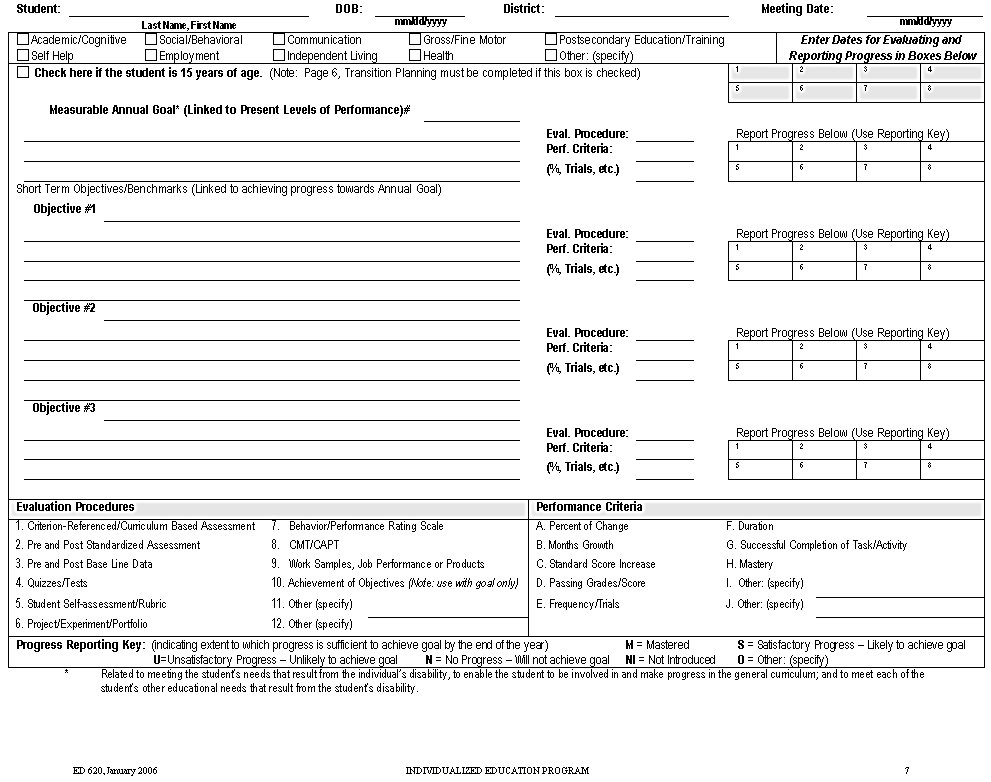 Student: DOB: District: Meeting Date:
Last Name, First Name mm/dd/yyyy mm/dd/yyyy
Academic/Cognitive Social/Behavioral Communication Gross/Fine Motor Postsecondary Education/Training Enter Dates for Evaluating and
Self Help Employment Independent Living Health Other: (specify) Reporting Progress in Boxes Below
Check here if the student is 15 years of age. (Note: Page 6, Transition Planning must be completed if this box is checked) 1 2 3 4
5 6 7 8
Measurable Annual Goal* (Linked to Present Levels of Performance)#
Eval. Procedure: Report Progress Below (Use Reporting Key)
Perf. Criteria: 1 2 3 4
(%, Trials, etc.) 5 6 7 8
Short Term Objectives/Benchmarks (Linked to achieving progress towards Annual Goal)
Objective #1
Eval. Procedure: Report Progress Below (Use Reporting Key)
Perf. Criteria: 1 2 3 4
(%, Trials, etc.) 5 6 7 8
Objective #2
Eval. Procedure: Report Progress Below (Use Reporting Key)
Perf. Criteria: 1 2 3 4
(%, Trials, etc.) 5 6 7 8
Objective #3
Eval. Procedure: Report Progress Below (Use Reporting Key)
Perf. Criteria: 1 2 3 4
(%, Trials, etc.) 5 6 7 8
Evaluation Procedures Performance Criteria
1. Criterion-Referenced/Curriculum Based Assessment 7. Behavior/Performance Rating Scale A. Percent of Change F. Duration
2. Pre and Post Standardized Assessment 8. CMT/CAPT B. Months Growth G. Successful Completion of Task/Activity
3. Pre and Post Base Line Data 9. Work Samples, Job Performance or Products C. Standard Score Increase H. Mastery
4. Quizzes/Tests 10. Achievement of Objectives (Note: use with goal only) D. Passing Grades/Score I. Other: (specify)
5. Student Self-assessment/Rubric 11. Other (specify) E. Frequency/Trials J. Other: (specify)
6. Project/Experiment/Portfolio 12. Other (specify)
Progress Reporting Key: (indicating extent to which progress is sufficient to achieve goal by the end of the year) M = Mastered S = Satisfactory Progress – Likely to achieve goal
U=Unsatisfactory Progress – Unlikely to achieve goal N = No Progress – Will not achieve goal NI = Not Introduced O = Other: (specify)
* Related to meeting the student's needs that result from the individual's disability, to enable the student to be involved in and make progress in the general curriculum; and to meet each of the
student's other educational needs that result from the student's disability.
ED 620, January 2006 INDIVIDUALIZED EDUCATION PROGRAM 7